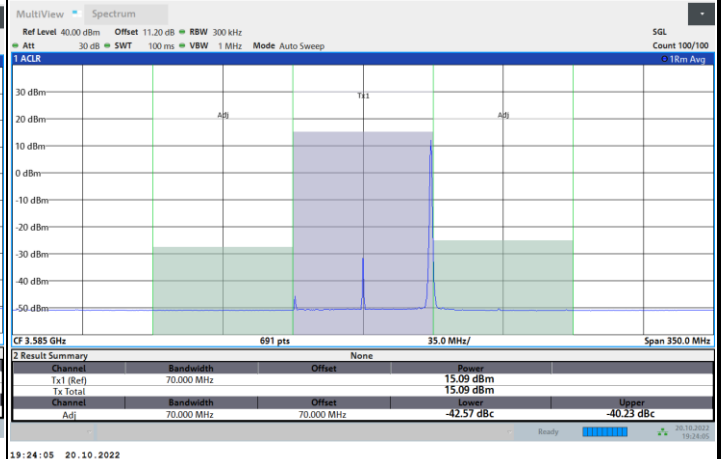 MultiView Spectrum
Ref Level 40.00 dBm Offset 11.20 dB RBW 300 kHz SGL
Att 30 dB SWT 100 ms VBW 1 MHz Mode Auto Sweep Count 100/100
1 ACLR 1Rm Avg
30 dBm
Tx1
Adj Adj
20 dBm
10 dBm
0 dBm
-10 dBm
-20 dBm
-30 dBm
-40 dBm
-50 dBm
CF 3.585 GHz 691 pts 35.0 MHz/ Span 350.0 MHz
2 Result Summary None
Channel Bandwidth Offset Power
Tx1 (Ref) 70.000 MHz 15.09 dBm
Tx Total 15.09 dBm
Channel Bandwidth Offset Lower Upper
Adj 70.000 MHz 70.000 MHz -42.57 dBc -40.23 dBc
Ready 20.10.2022
19:24:05
19:24:05 20.10.2022